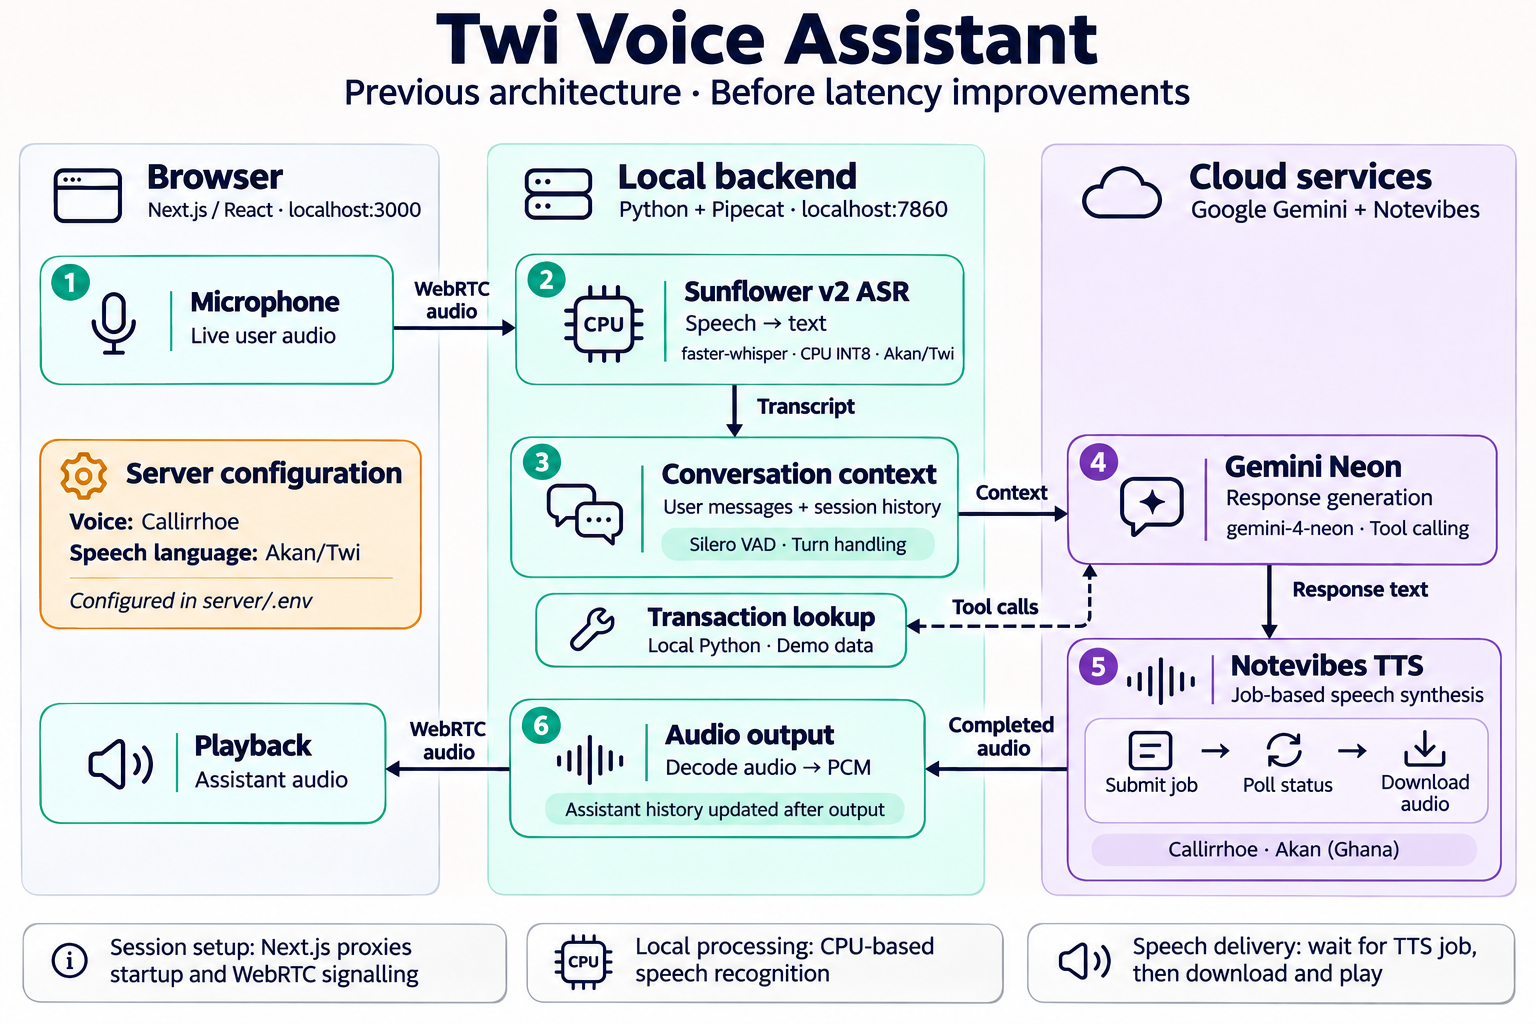 Twi Voice Assistant
Previous architecture · Before latency improvements
Browser
Next.js / React · localhost:3000
1
Microphone
Live user audio
WebRTC
audio
Server configuration
Voice: Callirrhoe
Speech language: Akan/Twi
Configured in server/.env
Playback
Assistant audio
WebRTC
audio
Local backend
Python + Pipecat · localhost:7860
2
CPU
Sunflower v2 ASR
Speech → text
faster-whisper · CPU INT8 · Akan/Twi
Transcript
3
Conversation context
User messages + session history
Silero VAD · Turn handling
Context
Transaction lookup
Local Python · Demo data
Tool calls
6
Audio output
Decode audio → PCM
Assistant history updated after output
Completed
audio
Cloud services
Google Gemini + Notevibes
4
Gemini Neon
Response generation
gemini-4-neon · Tool calling
Response text
5
Notevibes TTS
Job-based speech synthesis
Submit job
Poll status
Download
audio
Callirrhoe · Akan (Ghana)
Session setup: Next.js proxies
startup and WebRTC signalling
CPU
Local processing: CPU-based
speech recognition
Speech delivery: wait for TTS job,
then download and play